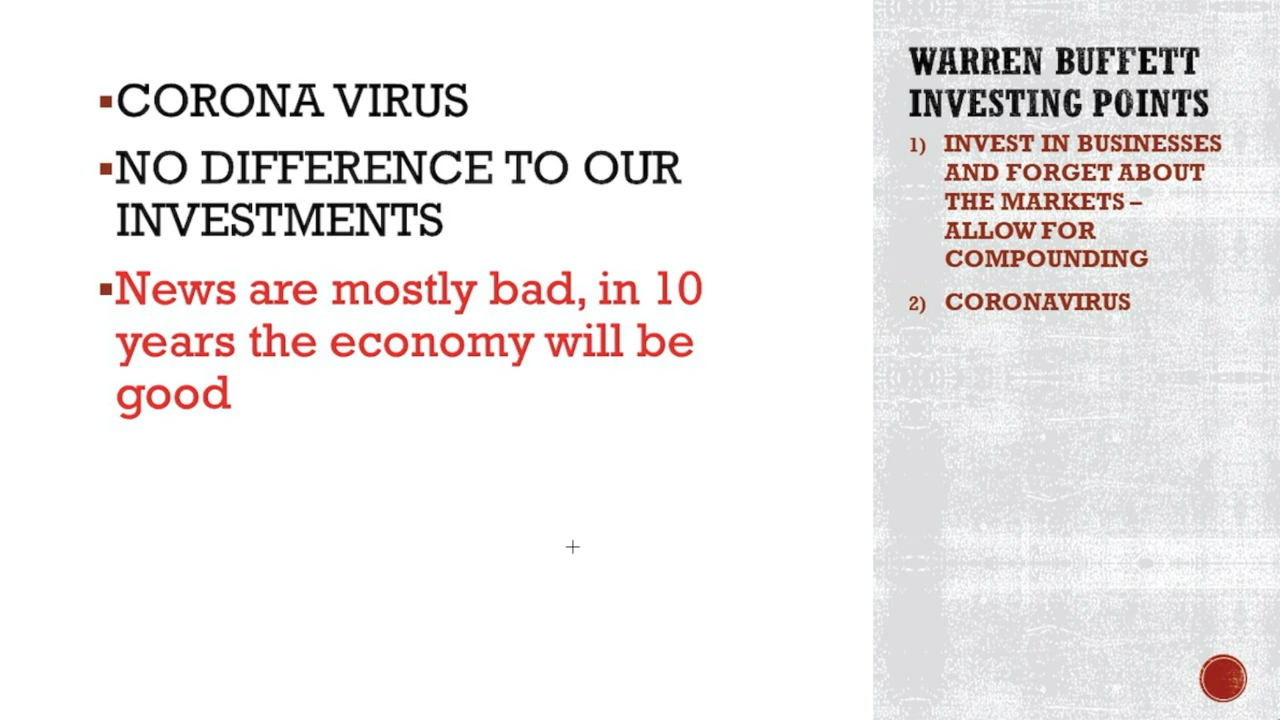 ▪CORONA VIRUS
▪NO DIFFERENCE TO OUR
INVESTMENTS
▪News are mostly bad, in 10
years the economy will be
good
WARREN BUFFETT
INVESTING POINTS
1) INVEST IN BUSINESSES
AND FORGET ABOUT
THE MARKETS –
ALLOW FOR
COMPOUNDING
2) CORONAVIRUS